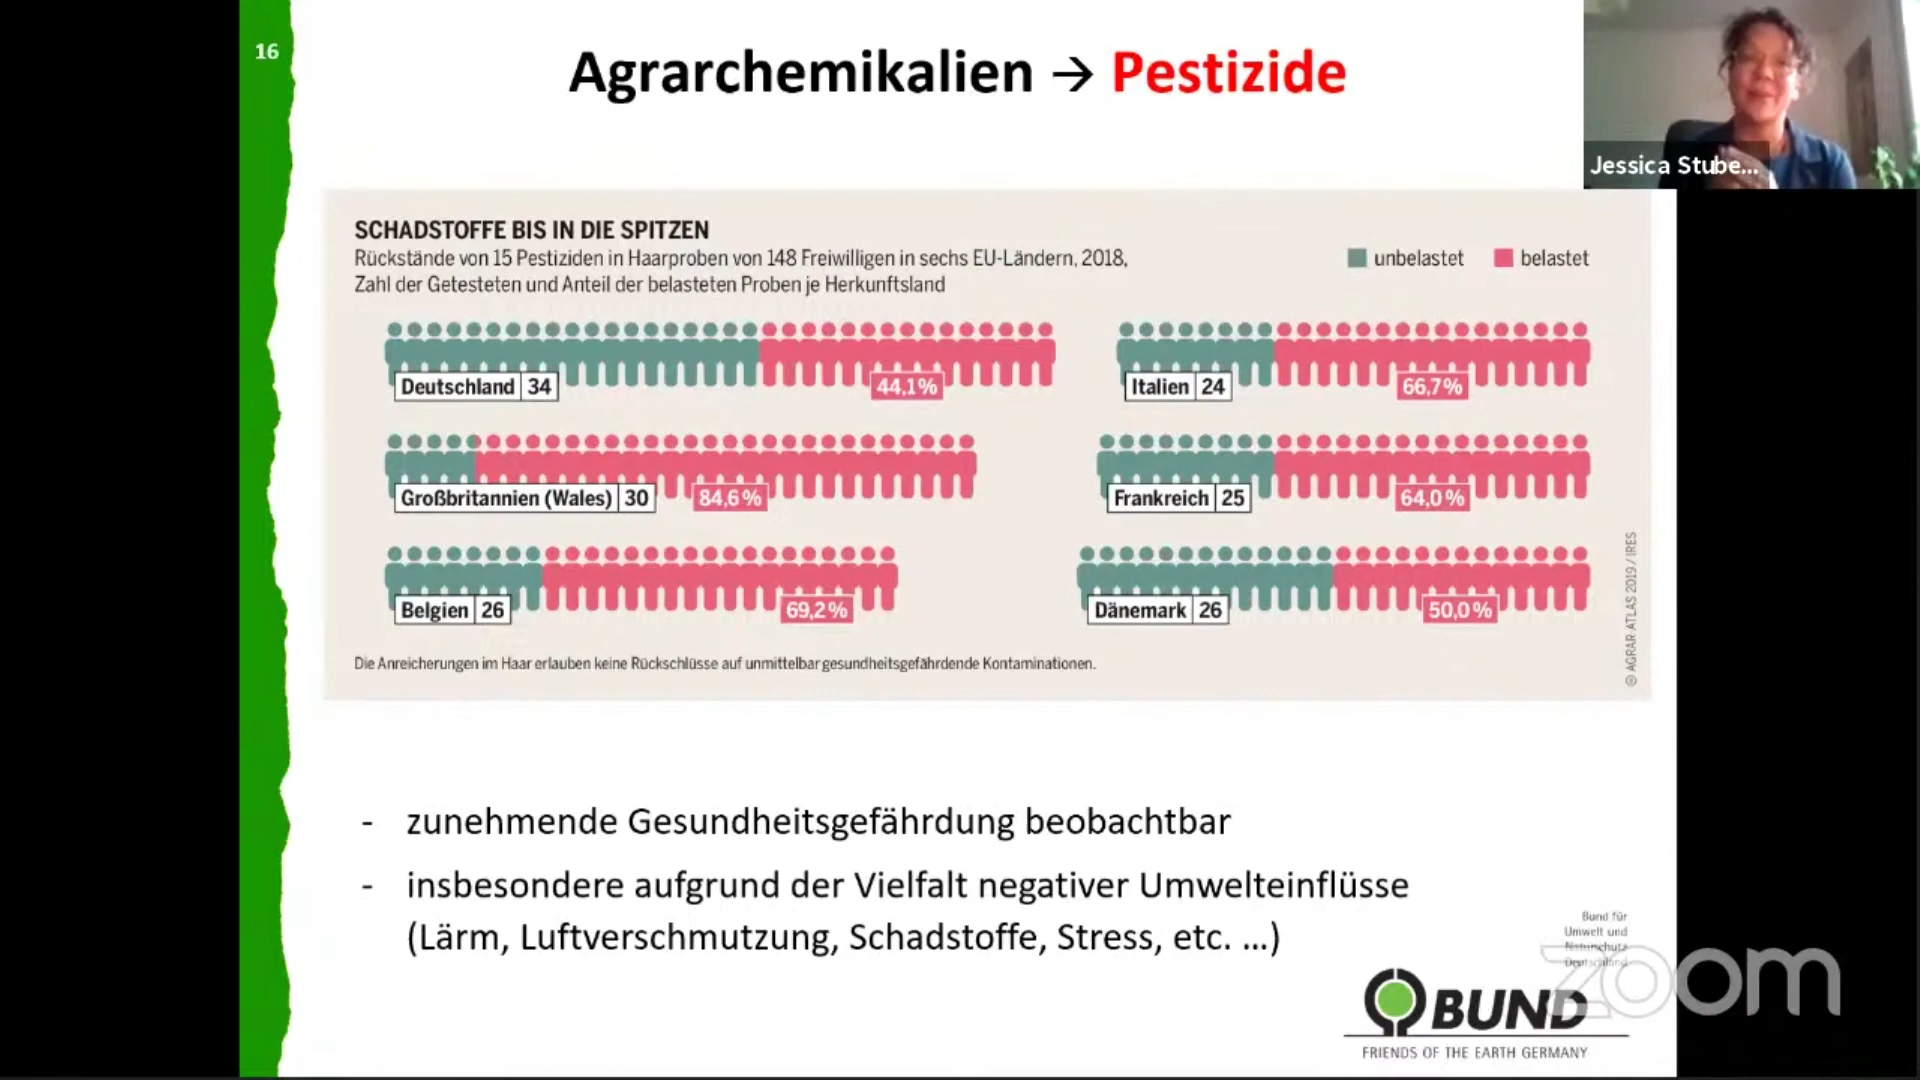 16
Agrarchemikalien → Pestizide
Jessica Stube...
SCHADSTOFFE BIS IN DIE SPITZEN
Rückstände von 15 Pestiziden in Haarproben von 148 Freiwilligen in sechs EU-Ländern, 2018,
Zahl der Getesteten und Anteil der belasteten Proben je Herkunftsland
unbelastet
belastet
Deutschland 34
44,1%
Italien 24
66,7%
Großbritannien (Wales) 30
84,6%
Frankreich 25
64,0%
Belgien 26
69,2%
Dänemark 26
50,0%
Die Anreicherungen im Haar erlauben keine Rückschlüsse auf unmittelbar gesundheitsgefährdende Kontaminationen.
© AGRAR ATLAS 2019 / IRES
- zunehmende Gesundheitsgefährdung beobachtbar
- insbesondere aufgrund der Vielfalt negativer Umwelteinflüsse
(Lärm, Luftverschmutzung, Schadstoffe, Stress, etc. ...)
Bund für
Umwelt und
Naturschutz
Deutschland
zoom
BUND
FRIENDS OF THE EARTH GERMANY